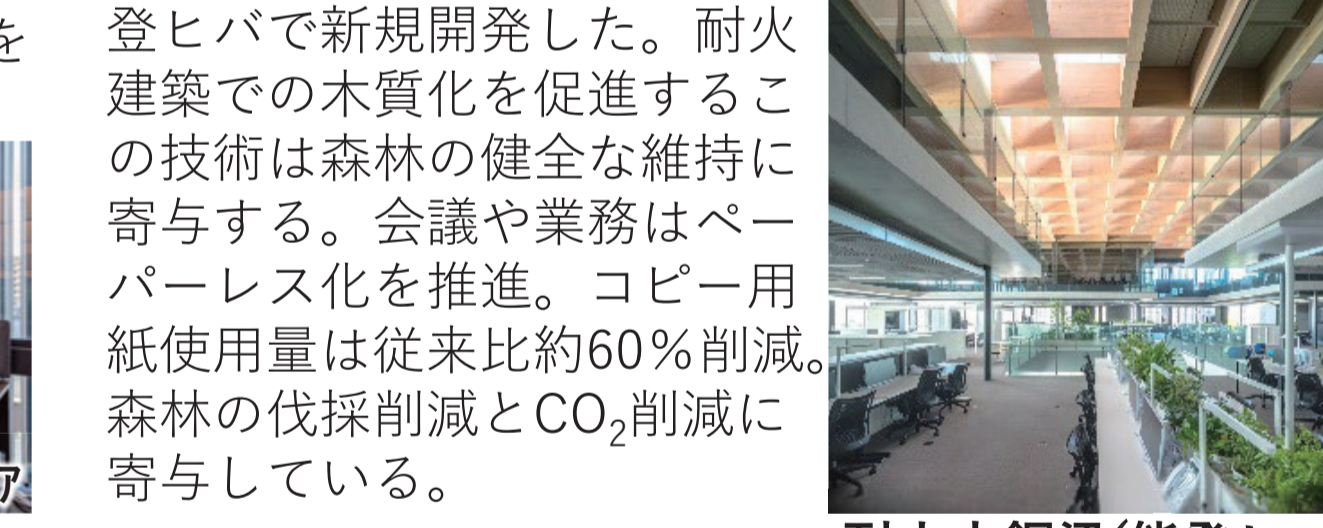 を
登ヒバで新規開発した。耐火
建築での木質化を促進するこ
の技術は森林の健全な維持に
寄与する。会議や業務はペー
パーレス化を推進。コピー用
紙使用量は従来比約60%削減。
森林の伐採削減とCO₂削減に
寄与している。
ア